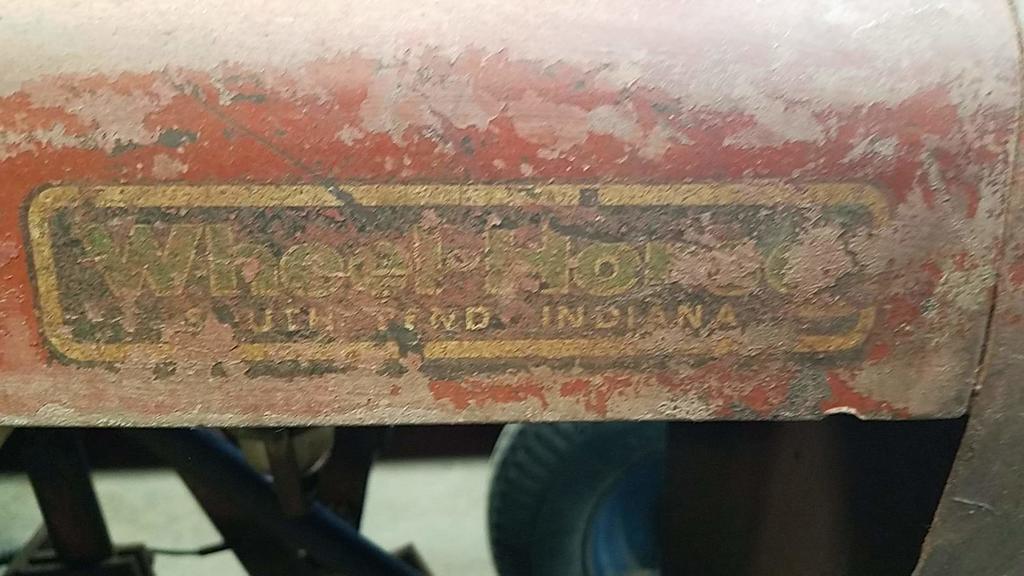 Wheel Horse
SOUTH BEND, INDIANA